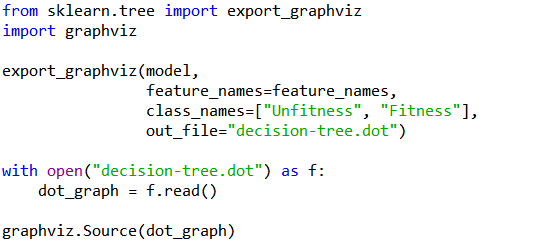 from sklearn.tree import export_graphviz
import graphviz
export_graphviz(model,
feature_names=feature_names,
class_names=["Unfitness", "Fitness"],
out_file="decision-tree.dot")
with open("decision-tree.dot") as f:
dot_graph = f.read()
graphviz.Source(dot_graph)